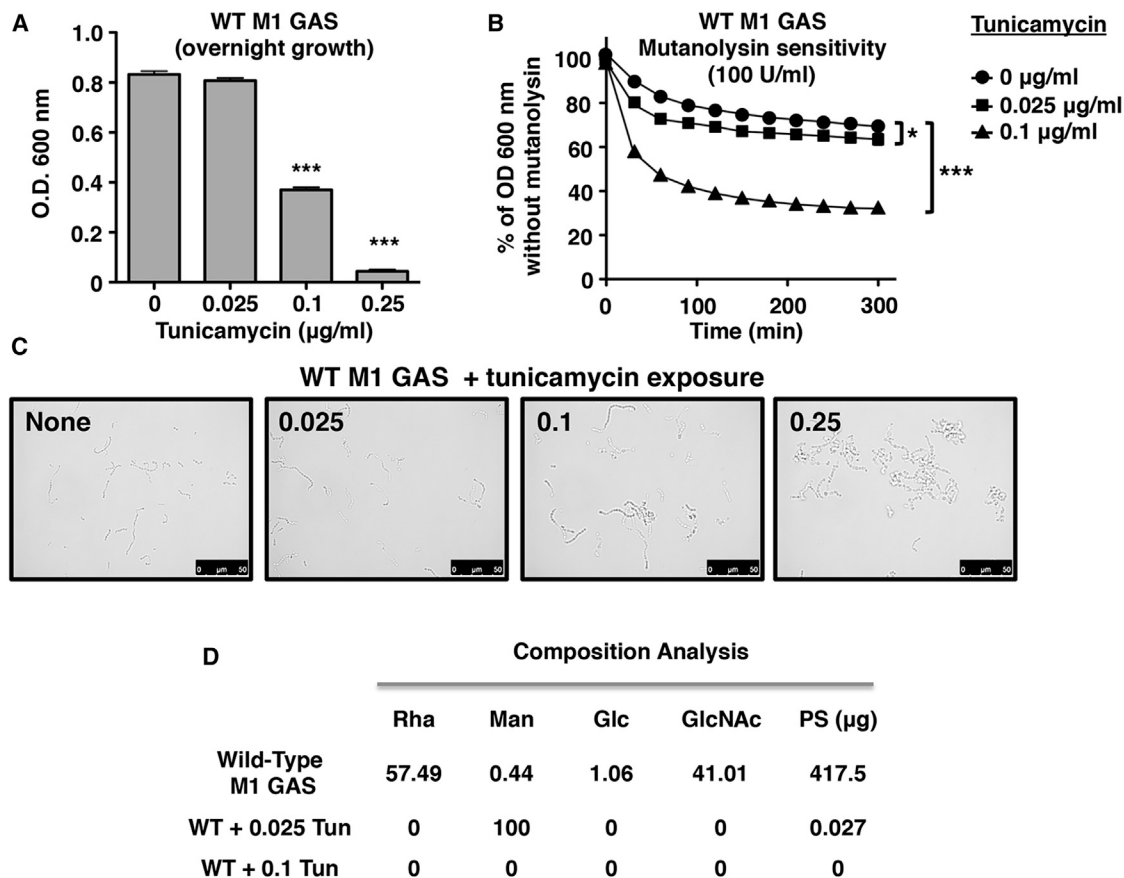 A
WT M1 GAS
(overnight growth)
O.D. 600 nm
1.0
0.8
0.6
0.4
0.2
0
***
***
0 0.025 0.1 0.25
Tunicamycin (µg/ml)
B
WT M1 GAS
Mutanolysin sensitivity
(100 U/ml)
% of OD 600 nm
without mutanolysin
100
80
60
40
20
0
*
***
0 100 200 300
Time (min)
Tunicamycin
0 µg/ml
0.025 µg/ml
0.1 µg/ml
C
WT M1 GAS + tunicamycin exposure
None 0.025 0.1 0.25
0 µm 50 0 µm 50 0 µm 50 0 µm 50
D
Composition Analysis
Rha Man Glc GlcNAc PS (µg)
Wild-Type
M1 GAS
57.49 0.44 1.06 41.01 417.5
WT + 0.025 Tun 0 100 0 0 0.027
WT + 0.1 Tun 0 0 0 0 0